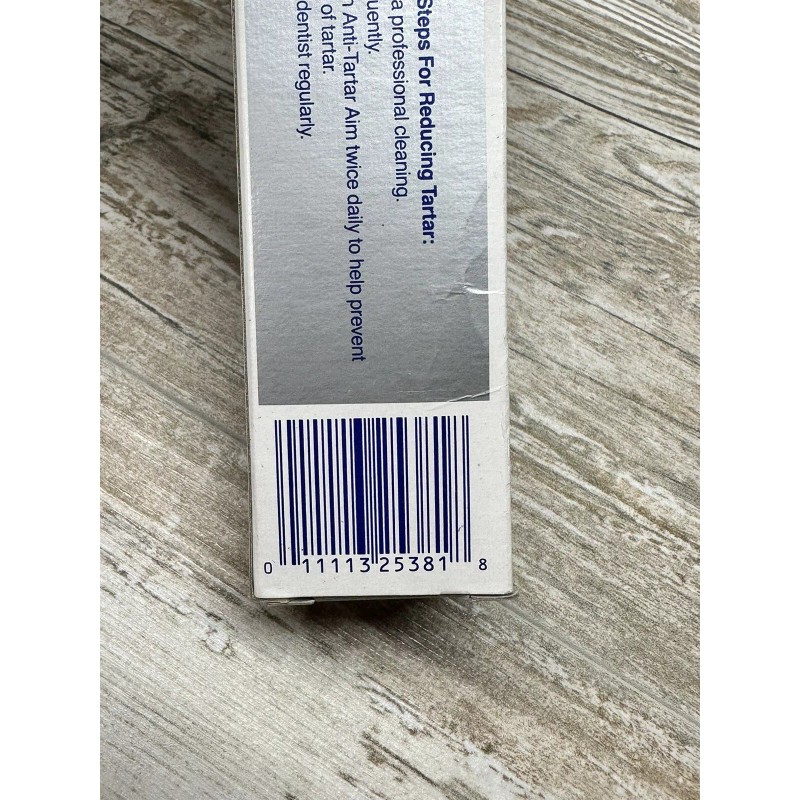 Steps For Reducing Tartar:
a professional cleaning.
uently.
n Anti-Tartar Aim twice daily to help prevent
of tartar.
dentist regularly.
0 11113 25381 8